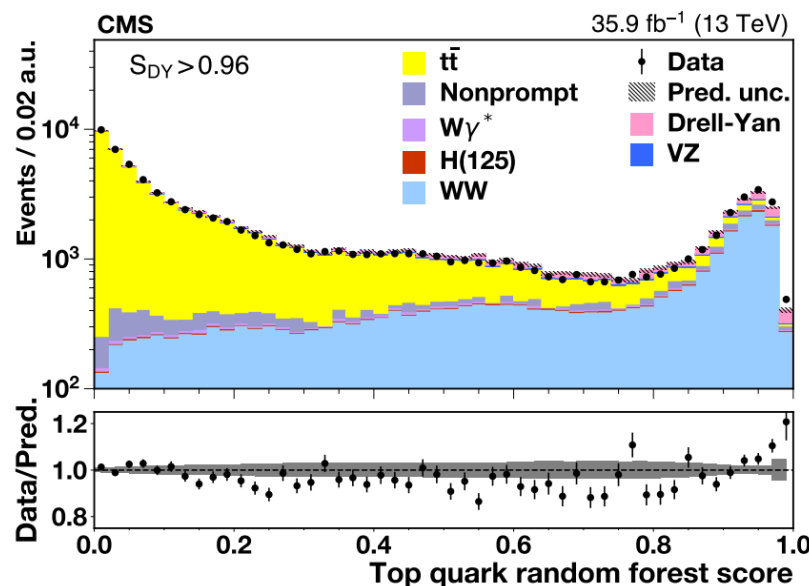 CMS 35.9 fb⁻¹ (13 TeV)
S_DY > 0.96
tt̄
Nonprompt
Wγ*
H(125)
WW
Data
Pred. unc.
Drell-Yan
VZ
Events / 0.02 a.u.
10⁴
10³
10²
Data/Pred.
1.2
1.0
0.8
0.0 0.2 0.4 0.6 0.8 1.0
Top quark random forest score